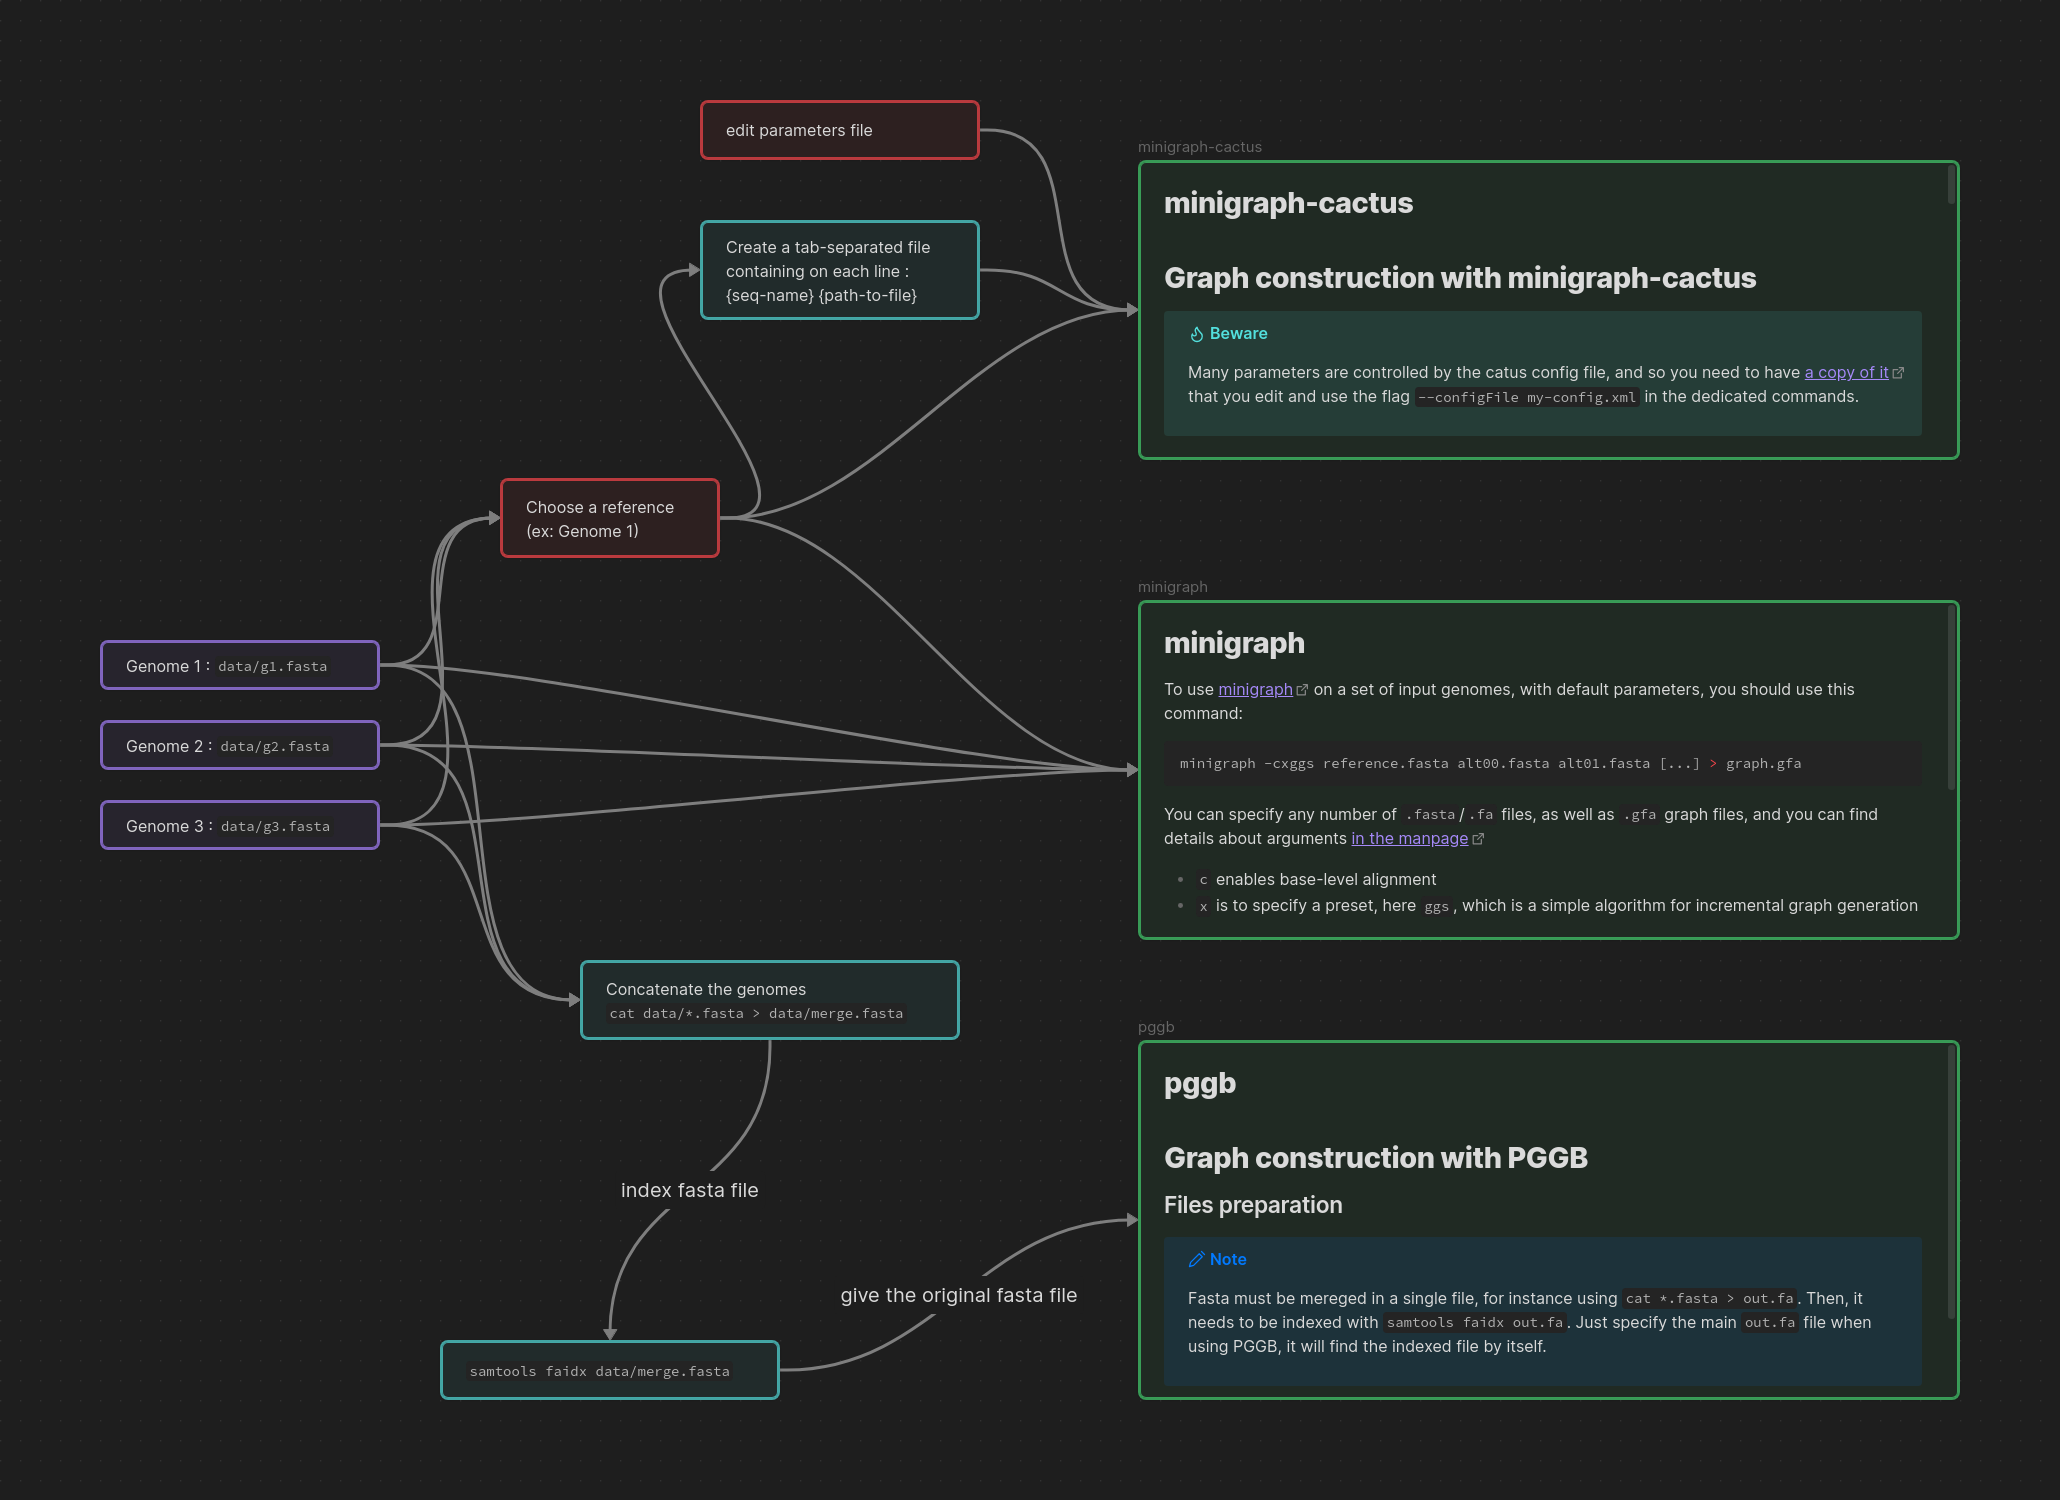 edit parameters file
Create a tab-separated file
containing on each line :
{seq-name} {path-to-file}
Choose a reference
(ex: Genome 1)
Genome 1 : data/g1.fasta
Genome 2 : data/g2.fasta
Genome 3 : data/g3.fasta
Concatenate the genomes
cat data/*.fasta > data/merge.fasta
index fasta file
give the original fasta file
samtools faidx data/merge.fasta
minigraph-cactus
minigraph-cactus
Graph construction with minigraph-cactus
Beware
Many parameters are controlled by the catus config file, and so you need to have a copy of it
that you edit and use the flag --configFile my-config.xml in the dedicated commands.
minigraph
minigraph
To use minigraph on a set of input genomes, with default parameters, you should use this
command:
minigraph -cxggs reference.fasta alt00.fasta alt01.fasta [...] > graph.gfa
You can specify any number of .fasta/.fa files, as well as .gfa graph files, and you can find
details about arguments in the manpage
• c enables base-level alignment
• x is to specify a preset, here ggs, which is a simple algorithm for incremental graph generation
pggb
pggb
Graph construction with PGGB
Files preparation
Note
Fasta must be mereged in a single file, for instance using cat *.fasta > out.fa. Then, it
needs to be indexed with samtools faidx out.fa. Just specify the main out.fa file when
using PGGB, it will find the indexed file by itself.